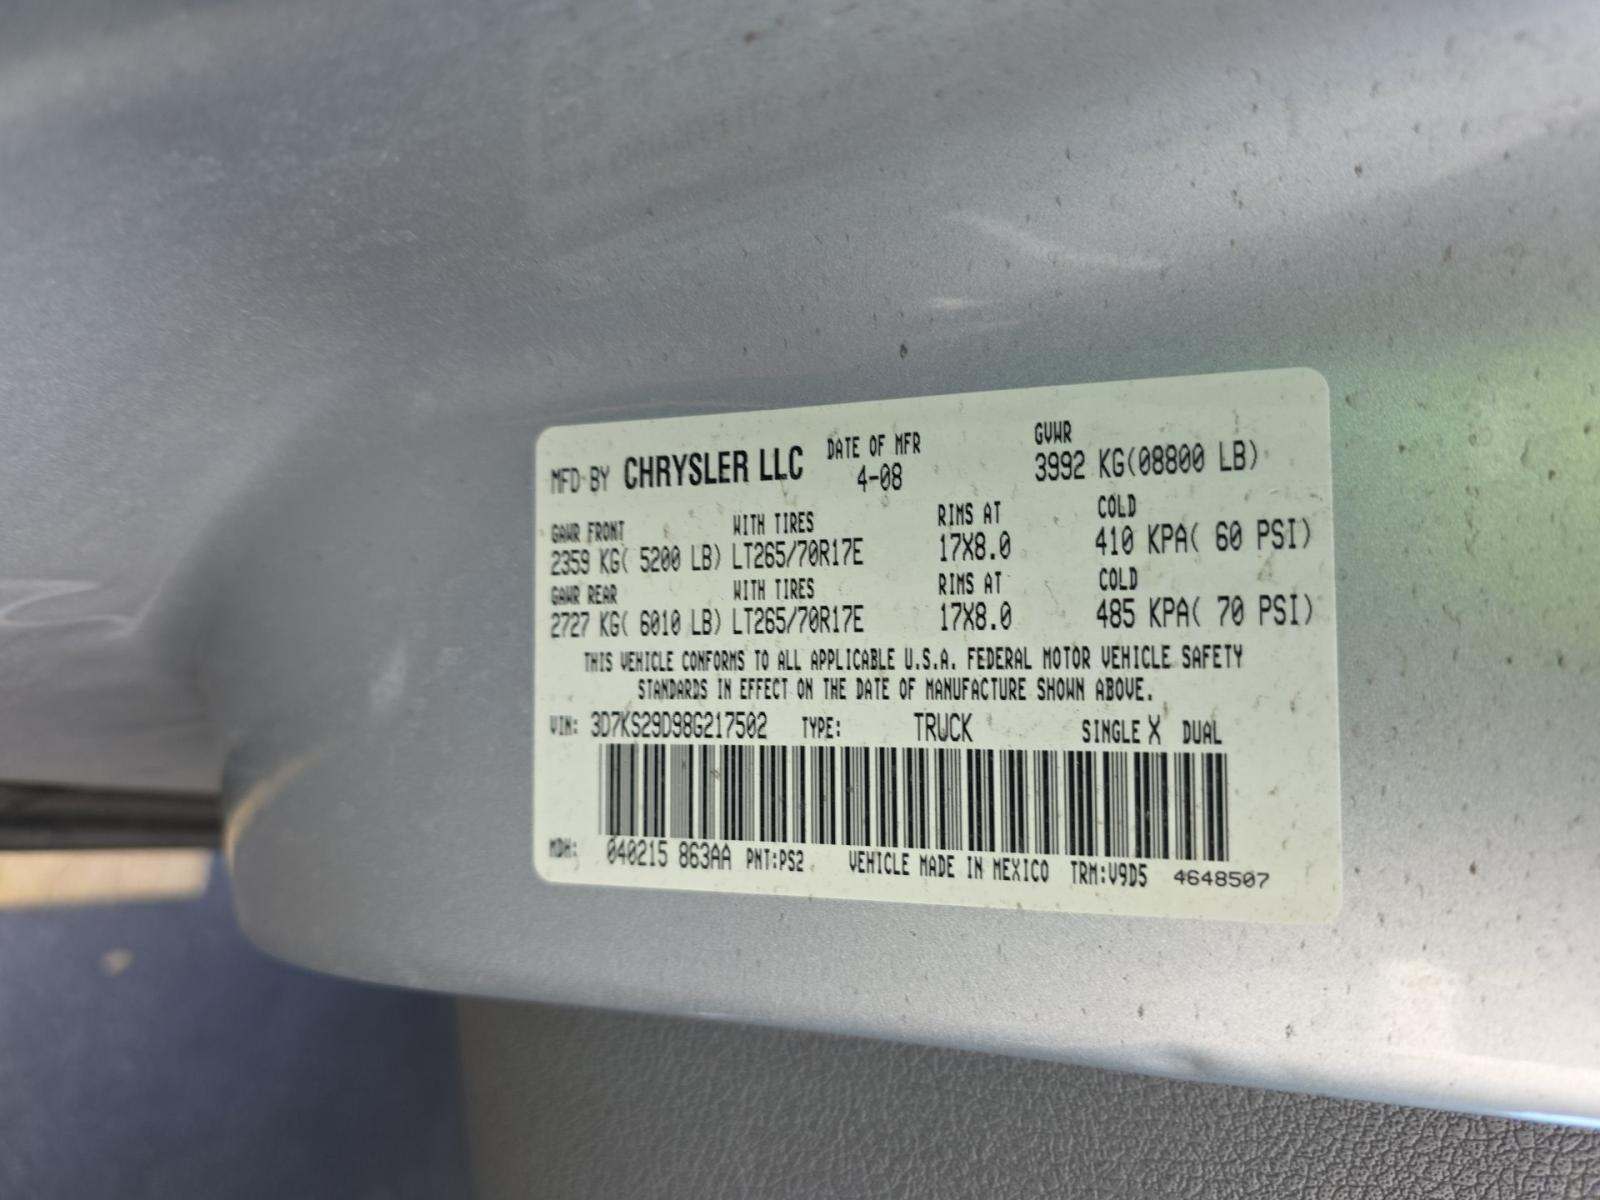 MFD BY CHRYSLER LLC DATE OF MFR 4-08 GVWR 3992 KG(08800 LB)
GAWR FRONT WITH TIRES RIMS AT COLD
2359 KG( 5200 LB) LT265/70R17E 17X8.0 410 KPA( 60 PSI)
GAWR REAR WITH TIRES RIMS AT COLD
2727 KG( 6010 LB) LT265/70R17E 17X8.0 485 KPA( 70 PSI)
THIS VEHICLE CONFORMS TO ALL APPLICABLE U.S.A. FEDERAL MOTOR VEHICLE SAFETY
STANDARDS IN EFFECT ON THE DATE OF MANUFACTURE SHOWN ABOVE.
VIN: 3D7KS29D98G217502 TYPE: TRUCK SINGLE X DUAL
MDH: 040215 863AA PNT:PS2 VEHICLE MADE IN MEXICO TRM:V9D5 4648507